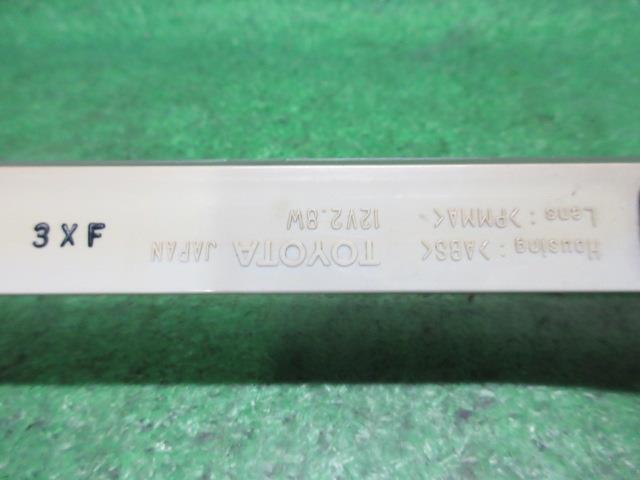 3XF
Housing : >ABS< TOYOTA JAPAN
Lens : >PMMA< 12V2.8W